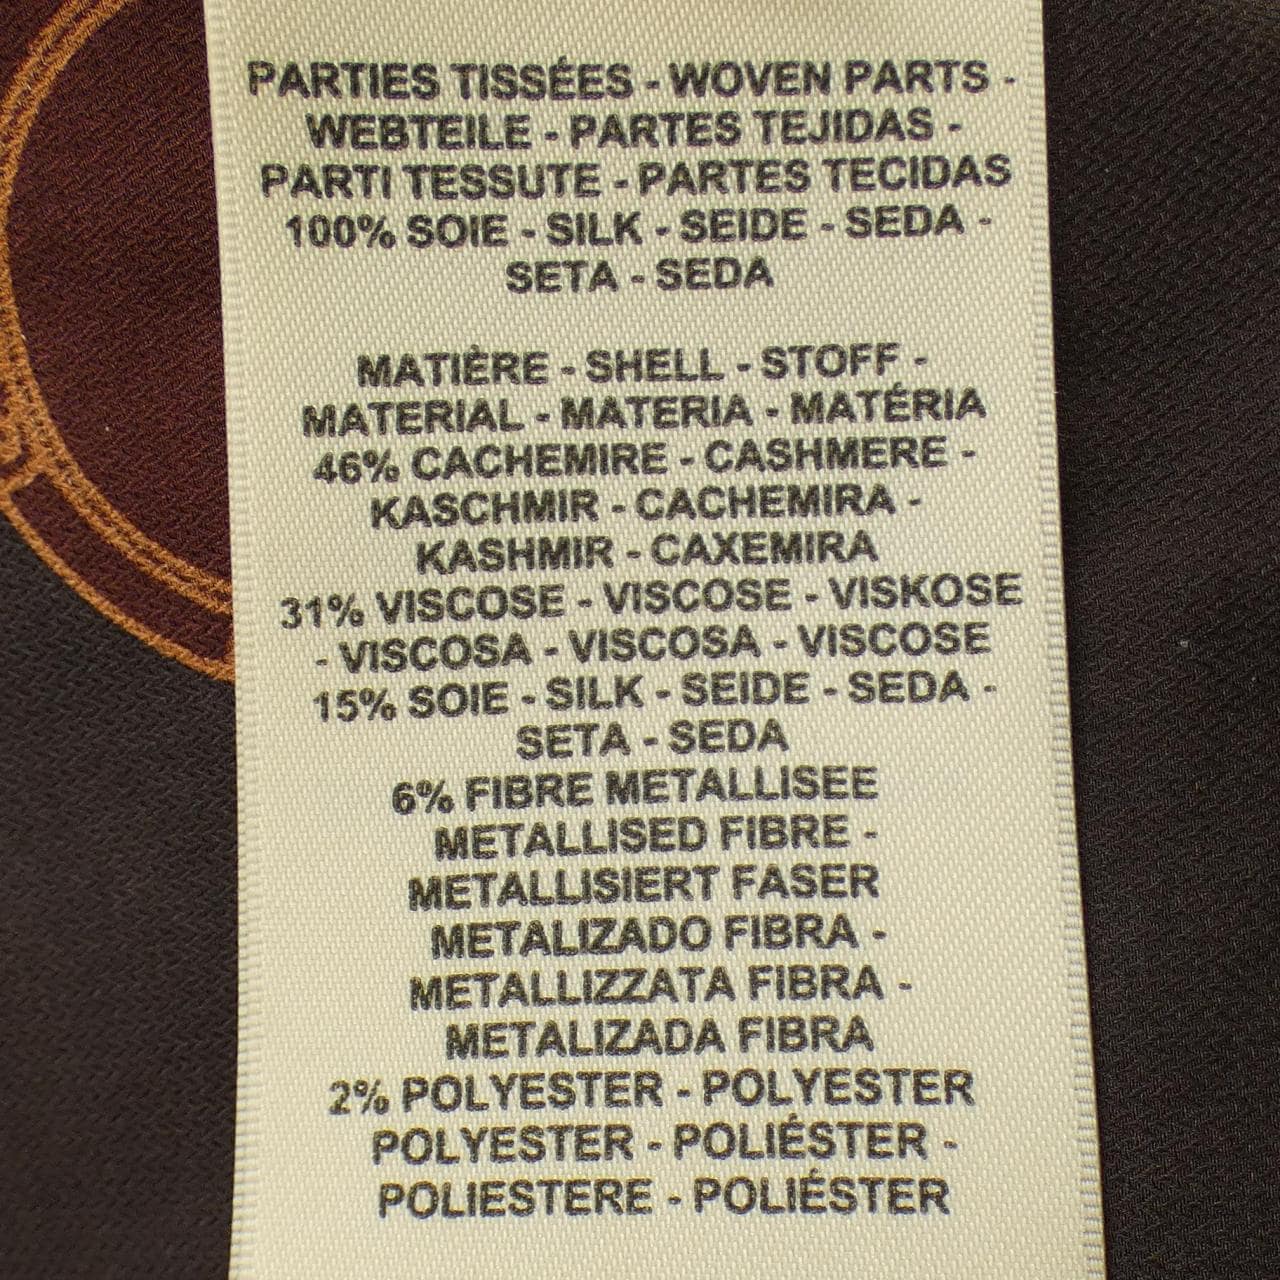 PARTIES TISSÉES - WOVEN PARTS -
WEBTEILE - PARTES TEJIDAS -
PARTI TESSUTE - PARTES TECIDAS
100% SOIE - SILK - SEIDE - SEDA -
SETA - SEDA
MATIÈRE - SHELL - STOFF -
MATERIAL - MATERIA - MATÉRIA
46% CACHEMIRE - CASHMERE -
KASCHMIR - CACHEMIRA -
KASHMIR - CAXEMIRA
31% VISCOSE - VISCOSE - VISKOSE
- VISCOSA - VISCOSA - VISCOSE
15% SOIE - SILK - SEIDE - SEDA -
SETA - SEDA
6% FIBRE METALLISEE
METALLISED FIBRE -
METALLISIERT FASER
METALIZADO FIBRA -
METALLIZZATA FIBRA -
METALIZADA FIBRA
2% POLYESTER - POLYESTER
POLYESTER - POLIÉSTER -
POLIESTERE - POLIÉSTER